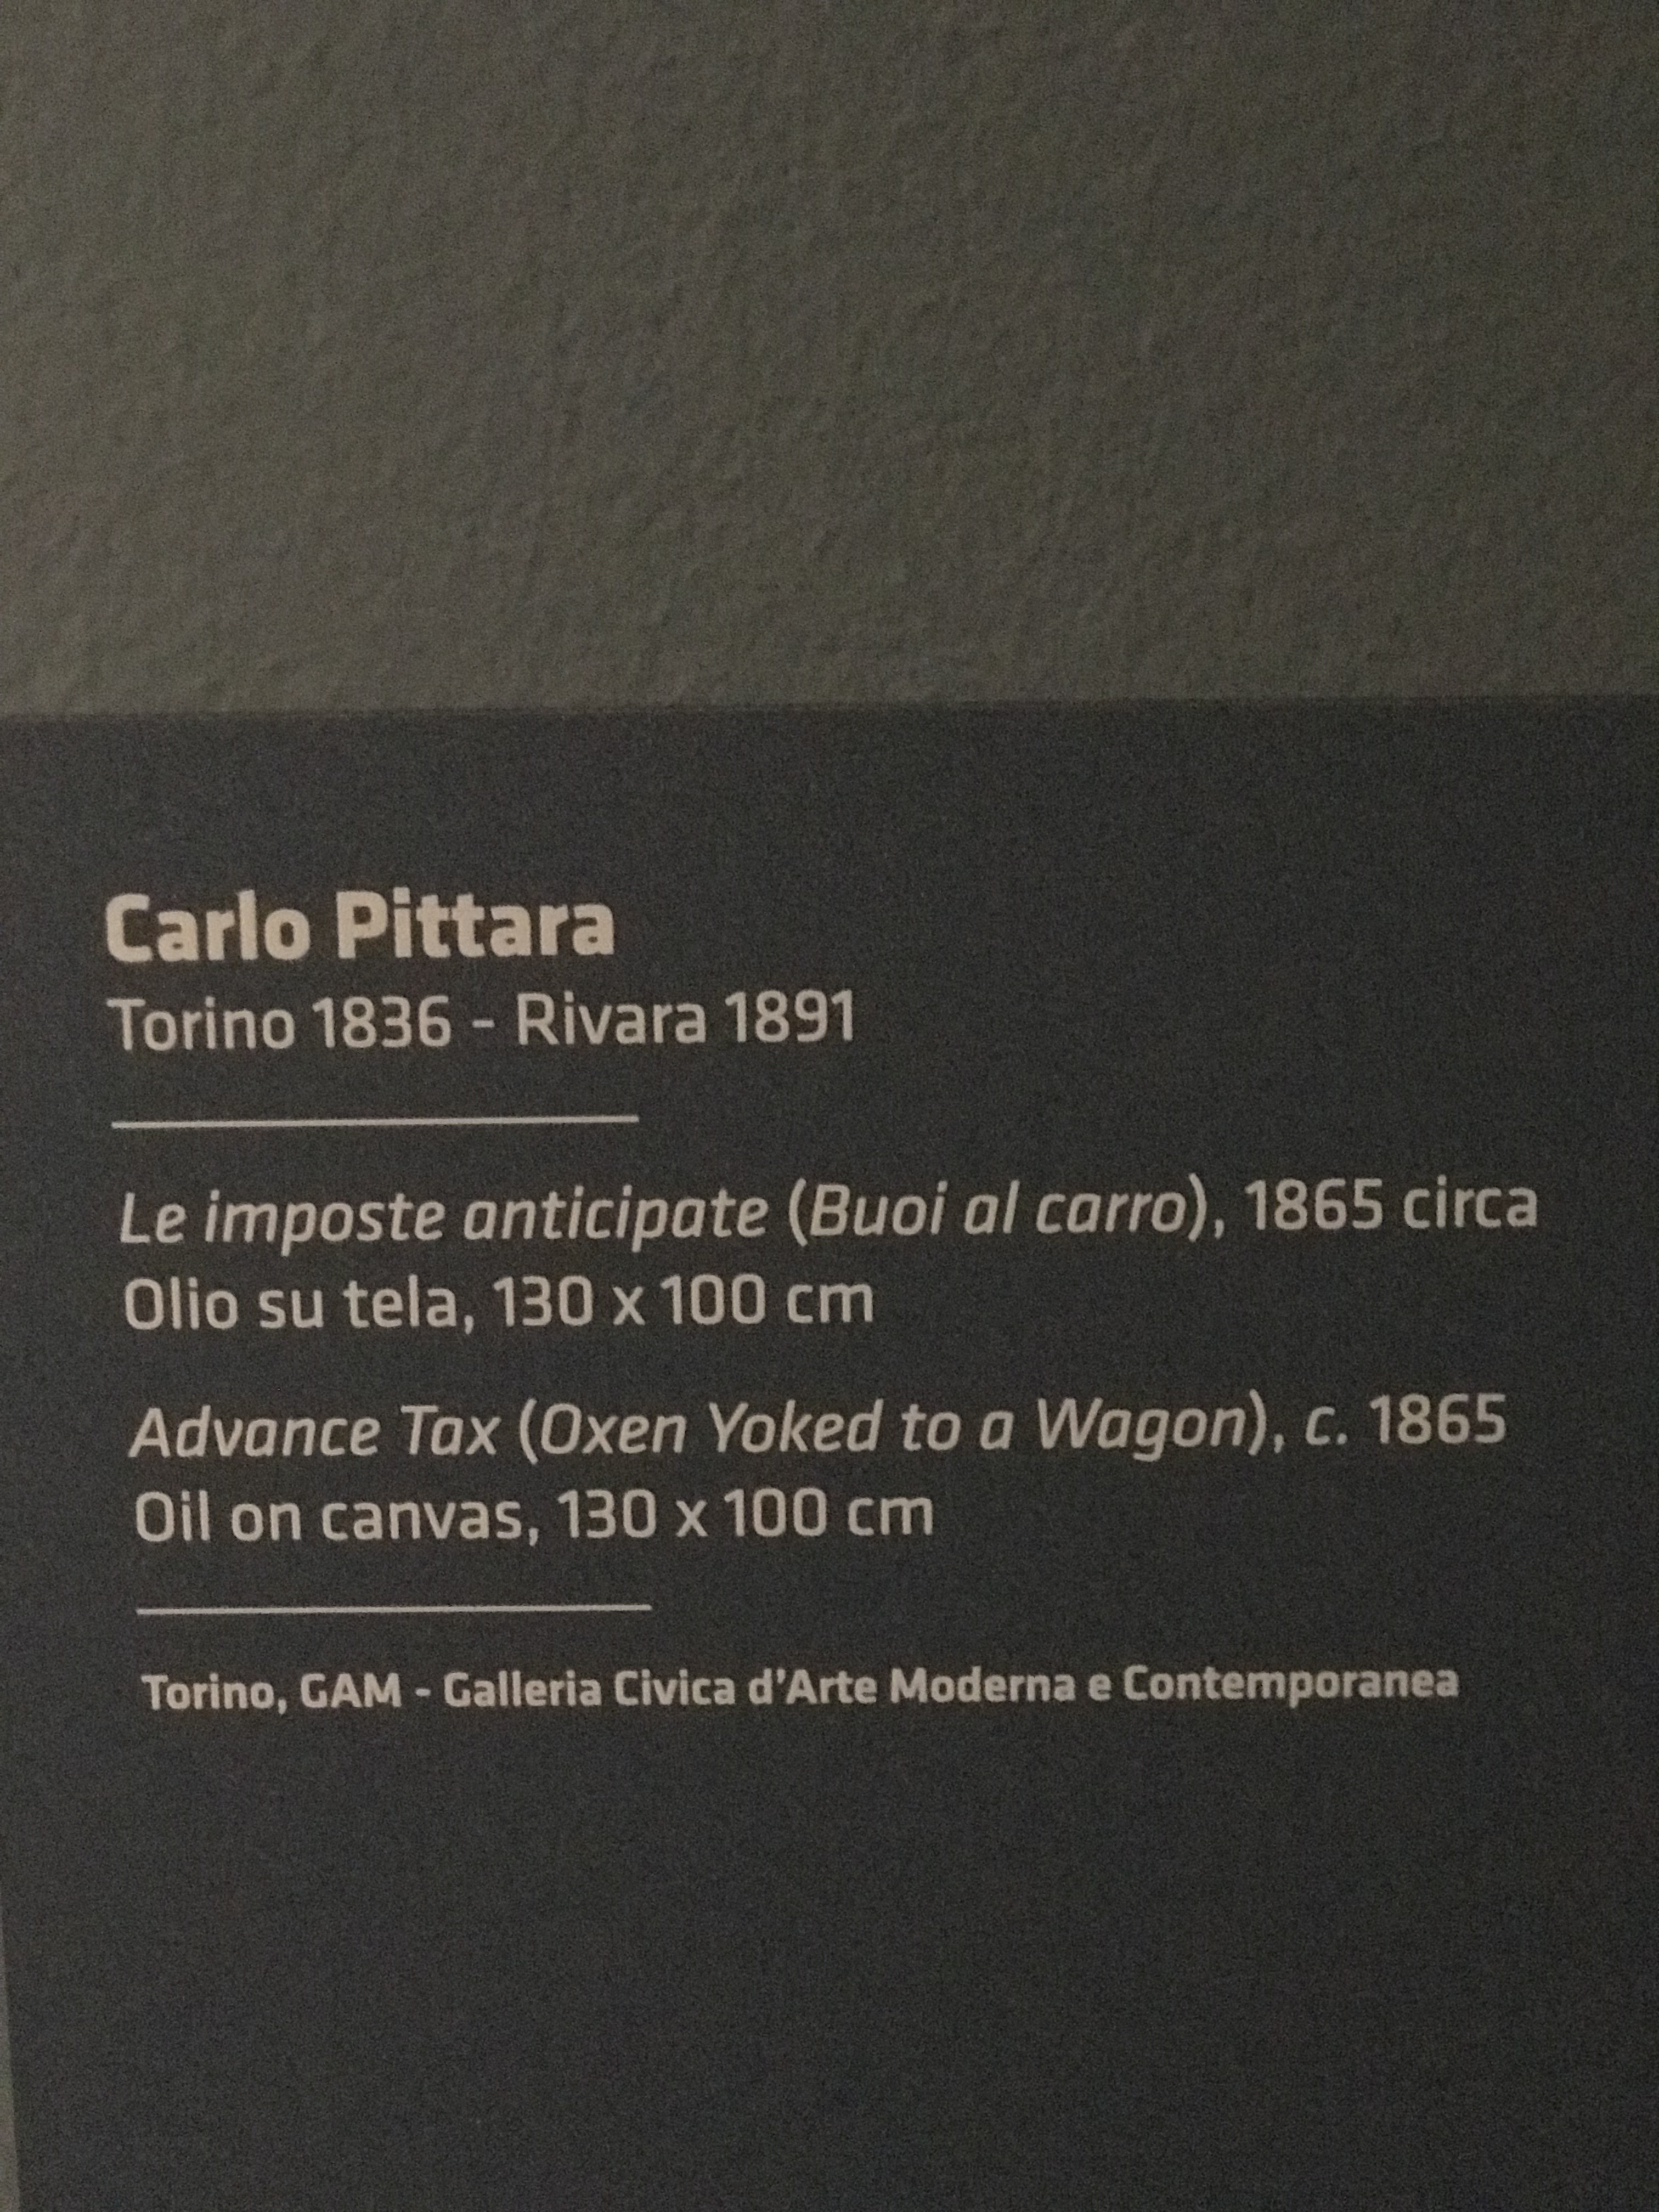 Carlo Pittara
Torino 1836 - Rivara 1891
Le imposte anticipate (Buoi al carro), 1865 circa
Olio su tela, 130 x 100 cm
Advance Tax (Oxen Yoked to a Wagon), c. 1865
Oil on canvas, 130 x 100 cm
Torino, GAM - Galleria Civica d'Arte Moderna e Contemporanea